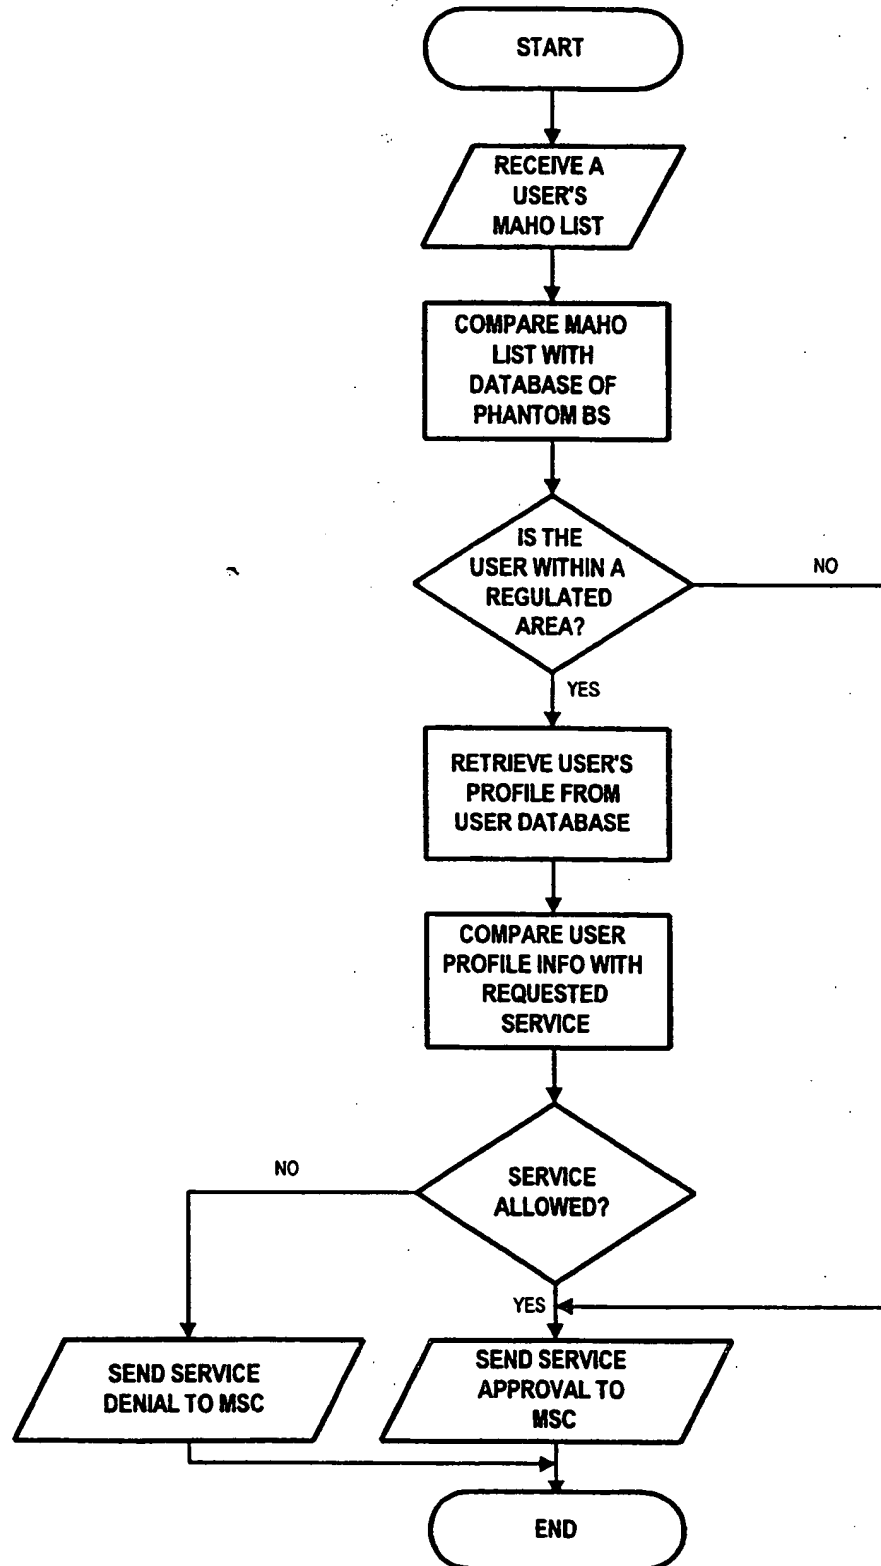 START
RECEIVE A
USER'S
MAHO LIST
COMPARE MAHO
LIST WITH
DATABASE OF
PHANTOM BS
IS THE
USER WITHIN A
REGULATED
AREA?
NO
YES
RETRIEVE USER'S
PROFILE FROM
USER DATABASE
COMPARE USER
PROFILE INFO WITH
REQUESTED
SERVICE
NO
SERVICE
ALLOWED?
YES
SEND SERVICE
DENIAL TO MSC
SEND SERVICE
APPROVAL TO
MSC
END